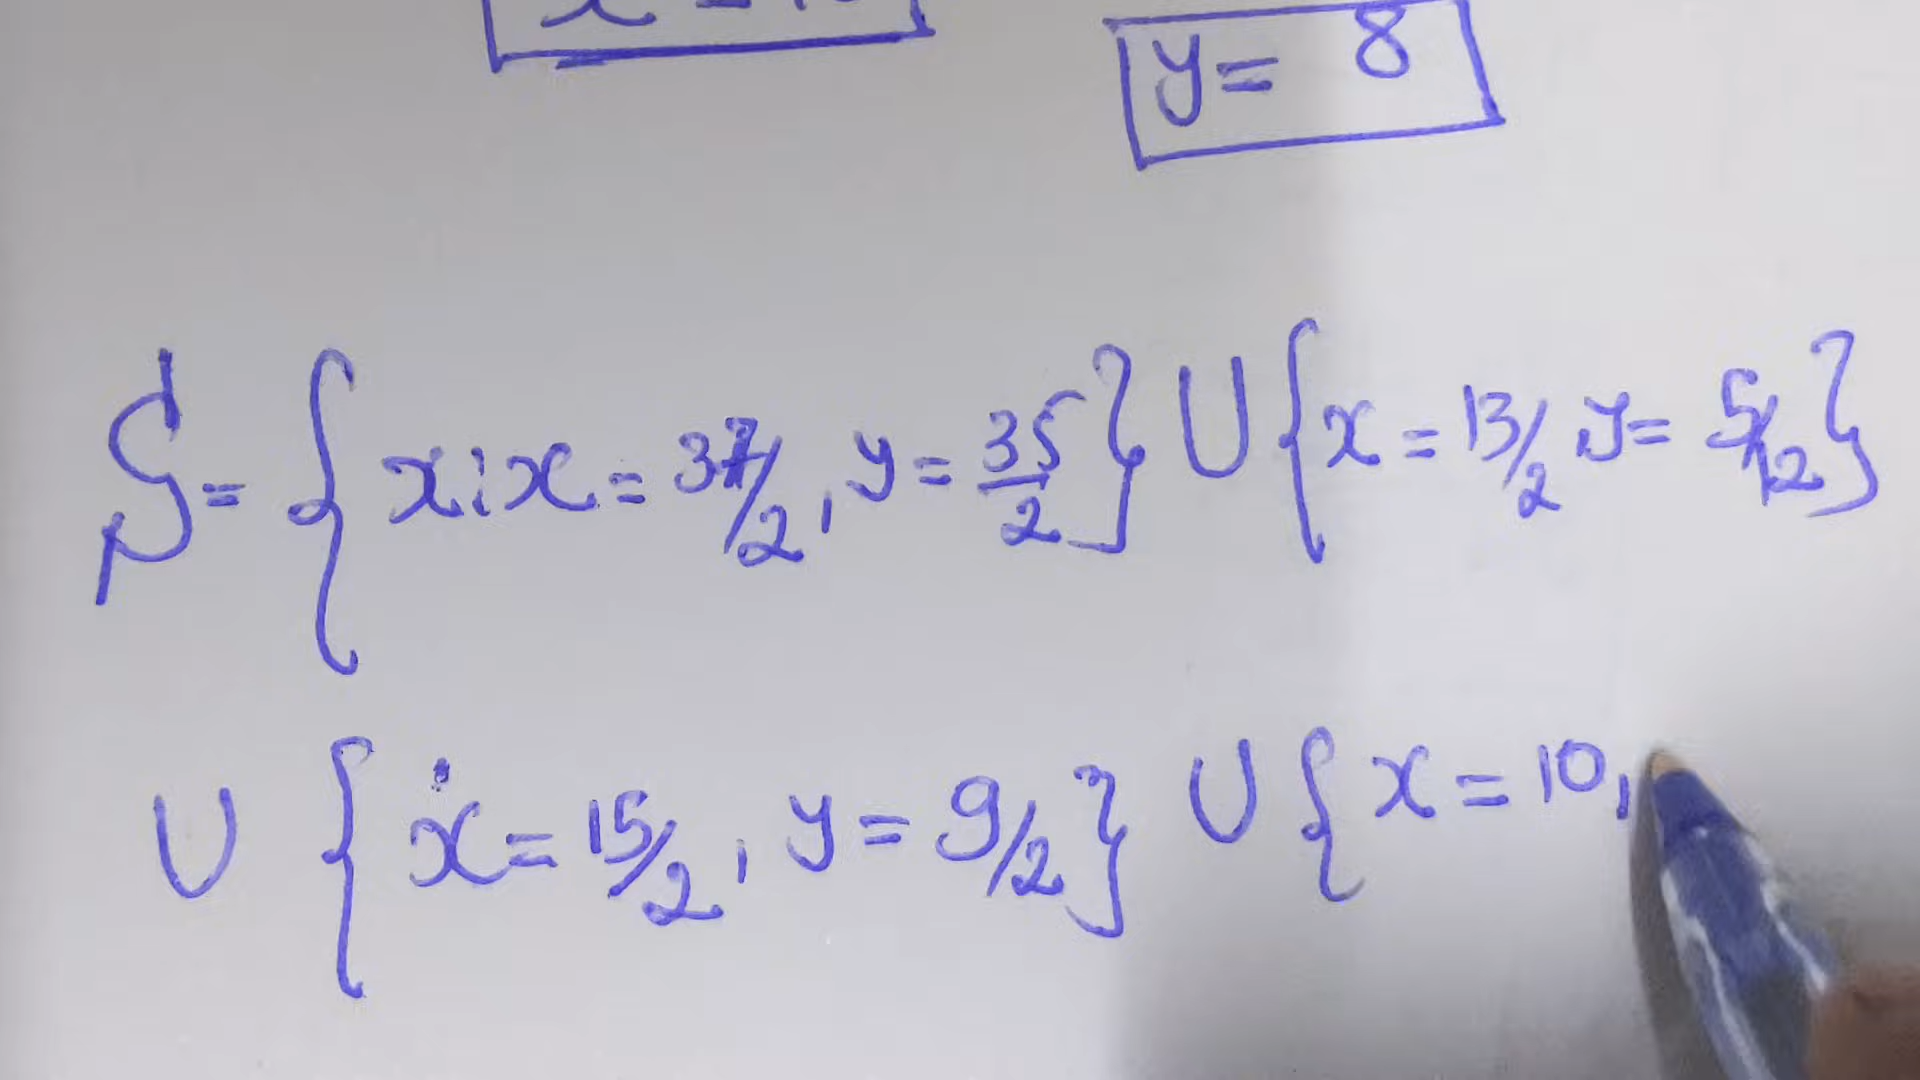 y = 8
S = { x : x = 37/2, y = 35/2 } U { x = 13/2 y = 5/2 }
U { x = 15/2, y = 9/2 } U { x = 10,